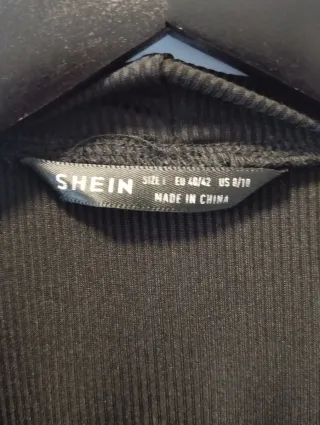 SHEIN SIZE L EU 40/42 US 8/10
MADE IN CHINA